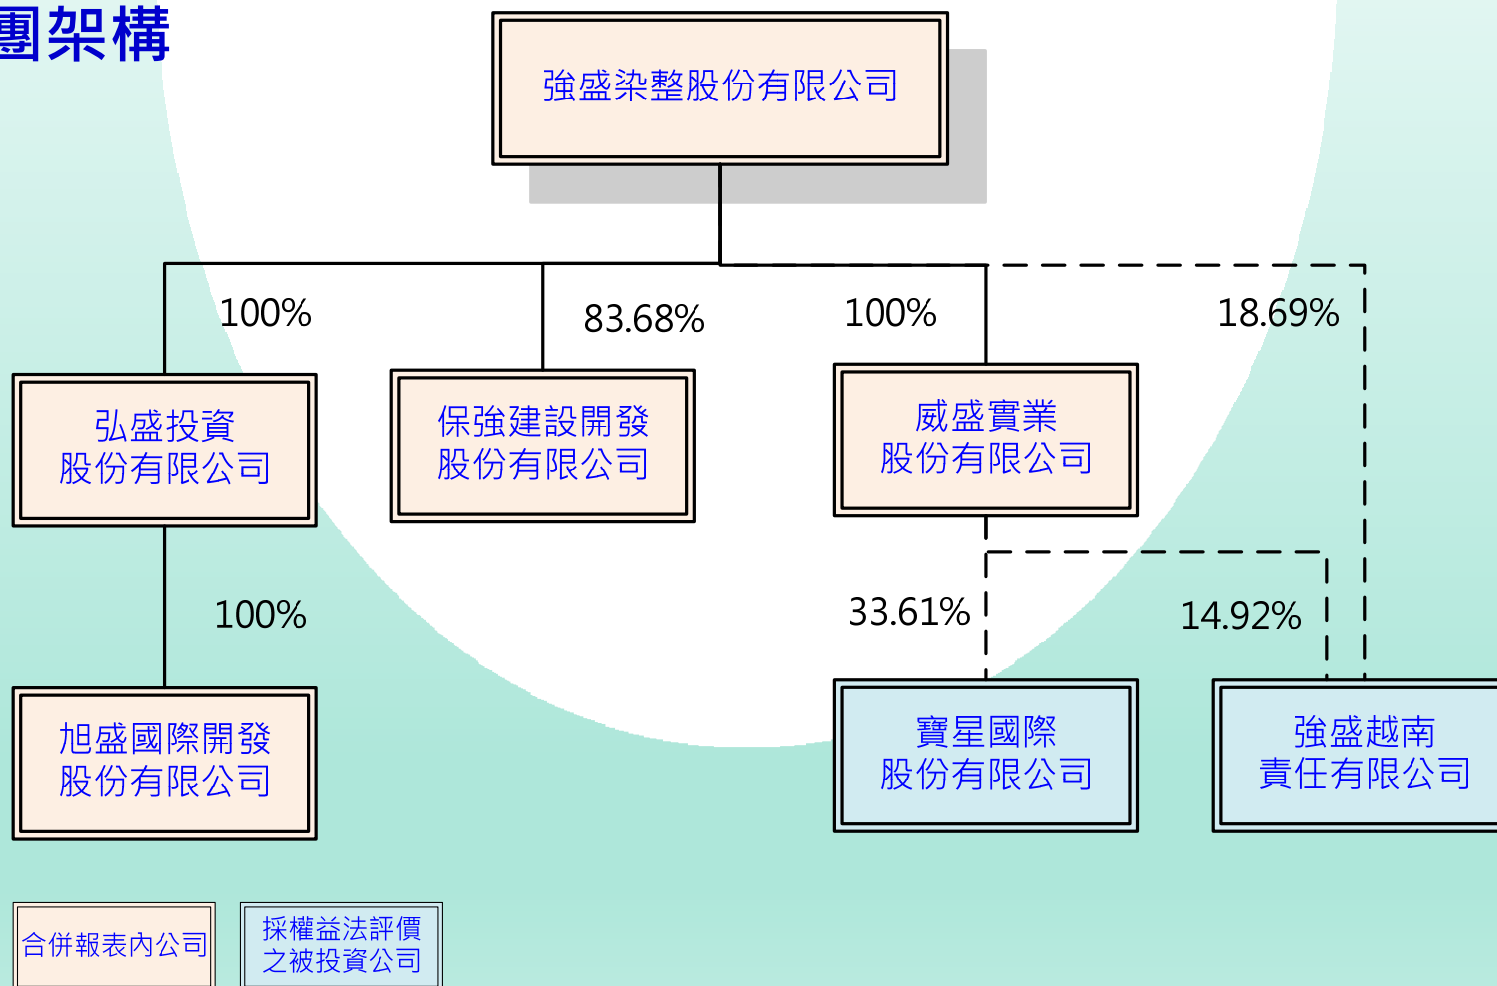 團架構
強盛染整股份有限公司
100%
83.68%
100%
18.69%
弘盛投資
股份有限公司
保強建設開發
股份有限公司
威盛實業
股份有限公司
100%
33.61%
14.92%
旭盛國際開發
股份有限公司
寶星國際
股份有限公司
強盛越南
責任有限公司
合併報表內公司
採權益法評價
之被投資公司